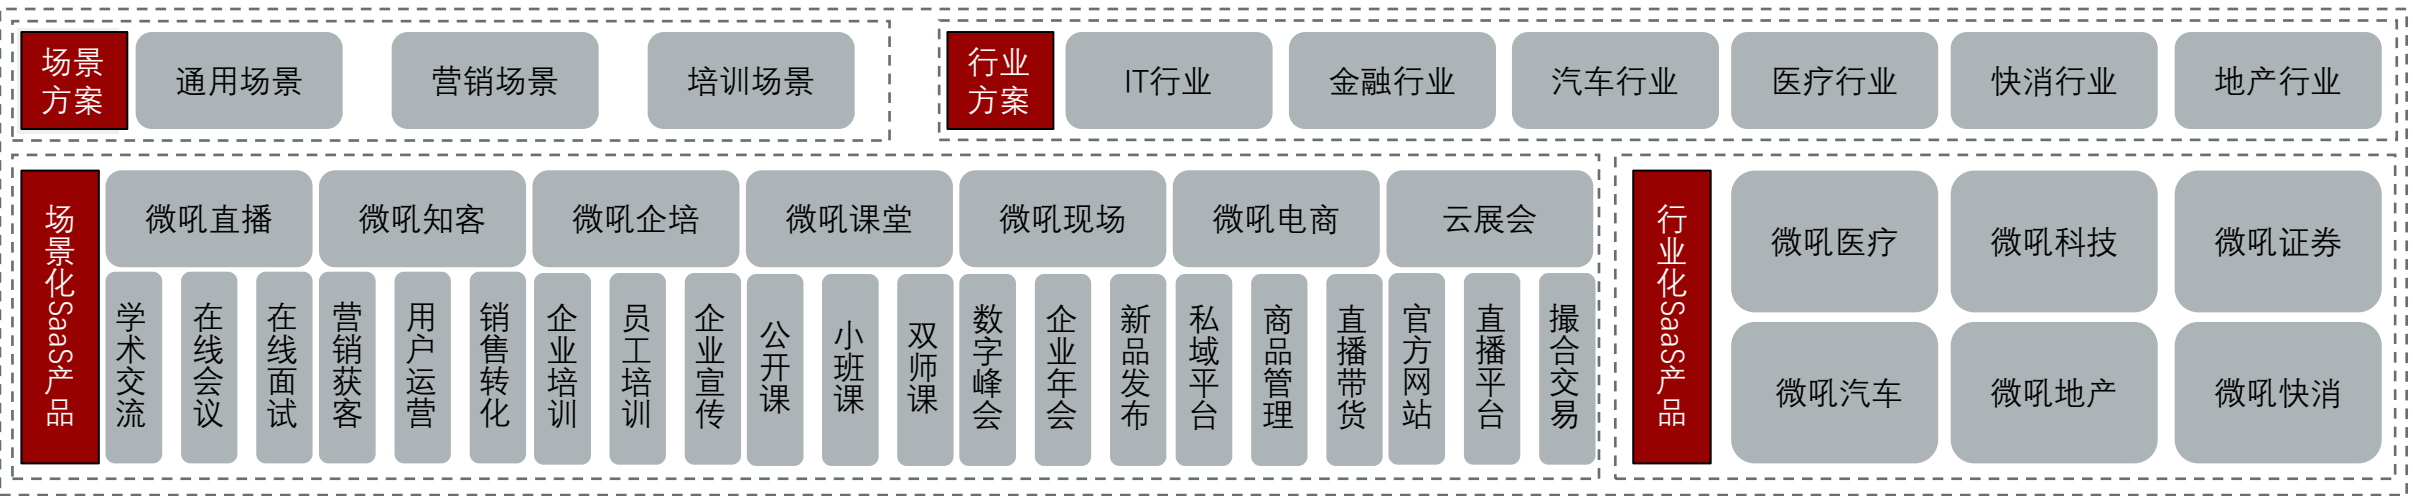 场景
方案
通用场景
营销场景
培训场景
行业
方案
IT行业
金融行业
汽车行业
医疗行业
快消行业
地产行业
场景化SaaS产品
微吼直播
微吼知客
微吼企培
微吼课堂
微吼现场
微吼电商
云展会
学术交流
在线会议
在线面试
营销获客
用户运营
销售转化
企业培训
员工培训
企业宣传
公开课
小班课
双师课
数字峰会
企业年会
新品发布
私域平台
商品管理
直播带货
官方网站
直播平台
撮合交易
行业化SaaS产品
微吼医疗
微吼科技
微吼证券
微吼汽车
微吼地产
微吼快消